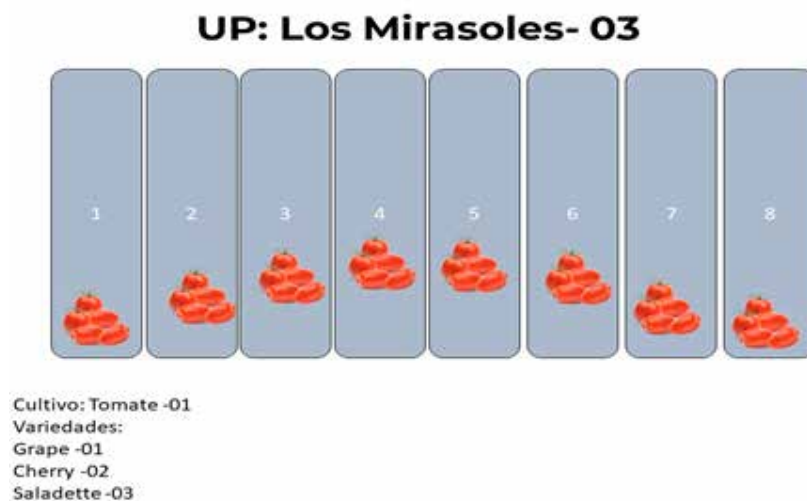 UP: Los Mirasoles- 03
1 2 3 4 5 6 7 8
Cultivo: Tomate -01
Variedades:
Grape -01
Cherry -02
Saladette -03